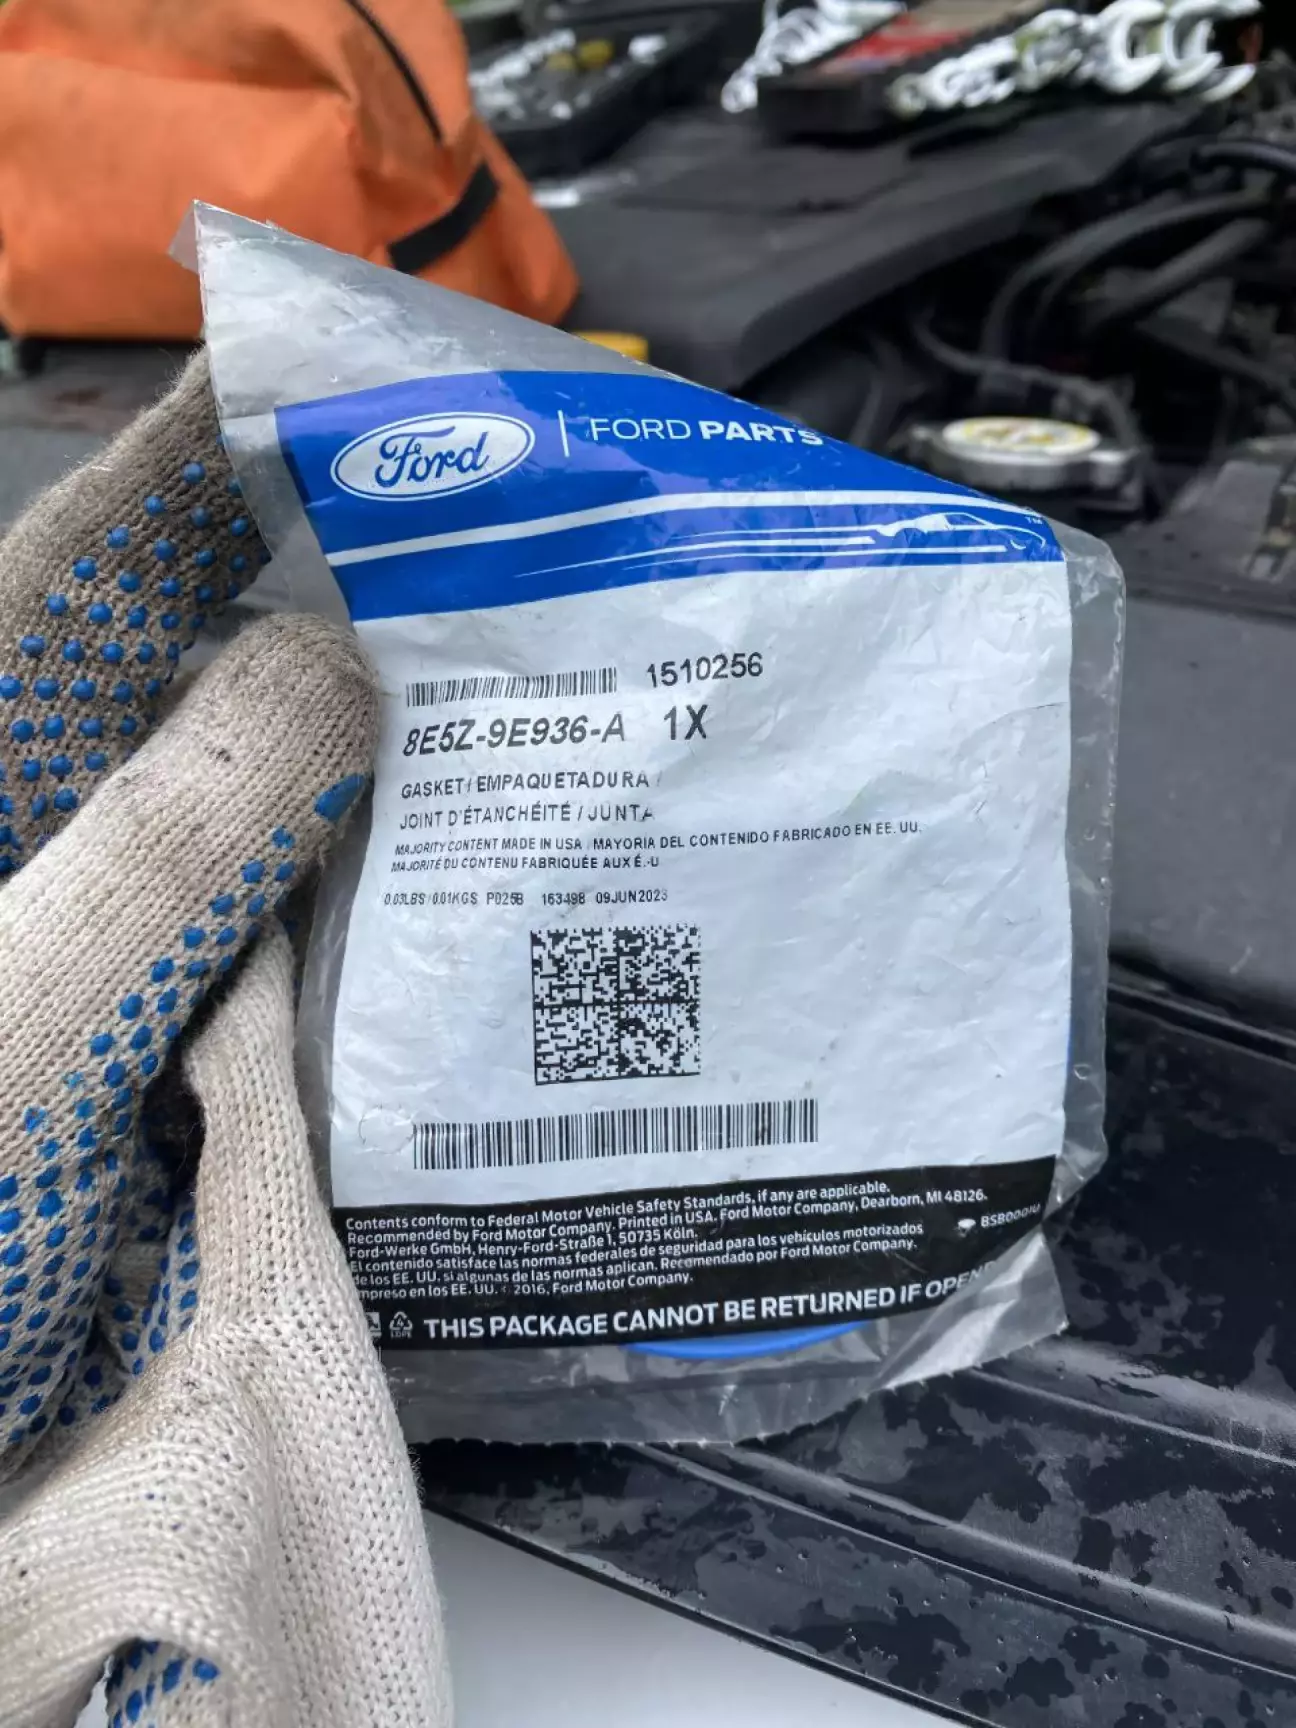 Ford | FORD PARTS
TM
1510256
8E5Z-9E936-A 1X
GASKET / EMPAQUETADURA /
JOINT D'ÉTANCHÉITÉ / JUNTA
MAJORITY CONTENT MADE IN USA / MAYORIA DEL CONTENIDO FABRICADO EN EE. UU.
MAJORITÉ DU CONTENU FABRIQUÉE AUX É.-U
0.03LBS/0.01KGS P025B 163498 09JUN2023
Contents conform to Federal Motor Vehicle Safety Standards, if any are applicable.
Recommended by Ford Motor Company. Printed in USA. Ford Motor Company, Dearborn, MI 48126.
Ford-Werke GmbH, Henry-Ford-Straße 1, 50735 Köln.
El contenido satisface las normas federales de seguridad para los vehículos motorizados
de los EE. UU. si algunas de las normas aplican. Recomendado por Ford Motor Company.
Impreso en los EE. UU. © 2016, Ford Motor Company.
4
LDPE
THIS PACKAGE CANNOT BE RETURNED IF OPEN